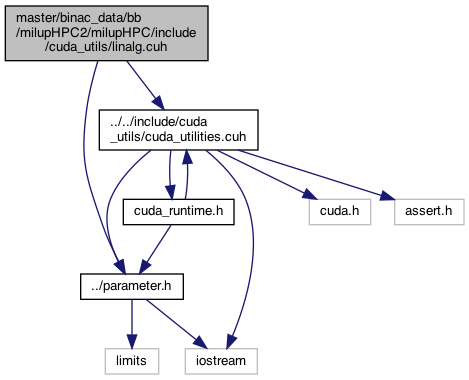 master/binac_data/bb
/milupHPC2/milupHPC/include
/cuda_utils/linalg.cuh
../../include/cuda
_utils/cuda_utilities.cuh
cuda_runtime.h
cuda.h
assert.h
../parameter.h
limits
iostream